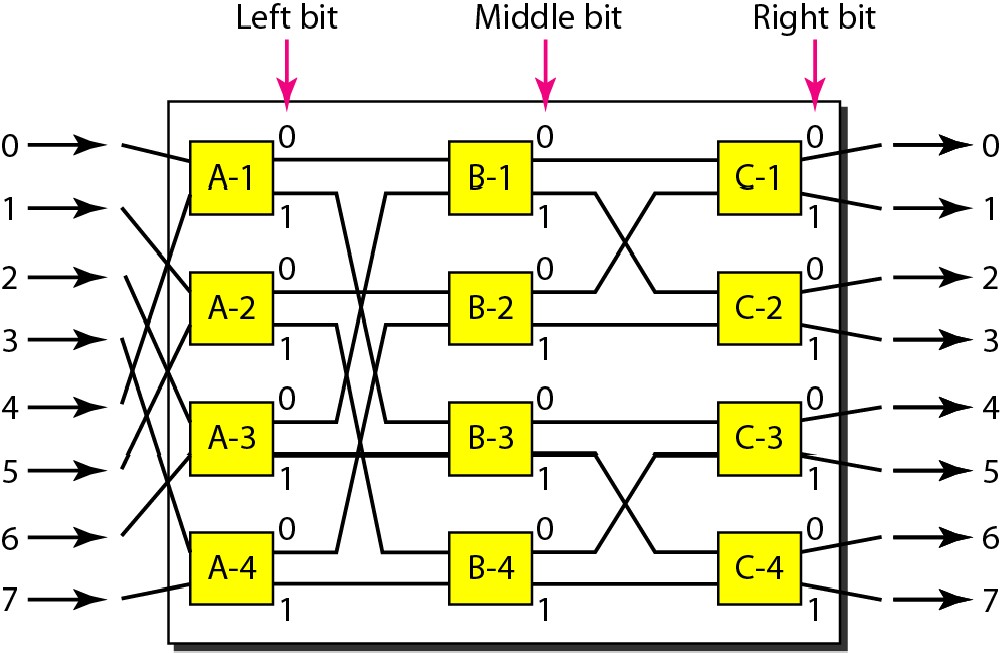 Left bit Middle bit Right bit
0 0 0 0 0
A-1 B-1 C-1
1 1 1 1 1
2 0 0 0 2
A-2 B-2 C-2
3 1 1 1 3
4 0 0 0 4
A-3 B-3 C-3
5 1 1 1 5
6 0 0 0 6
A-4 B-4 C-4
7 1 1 1 7